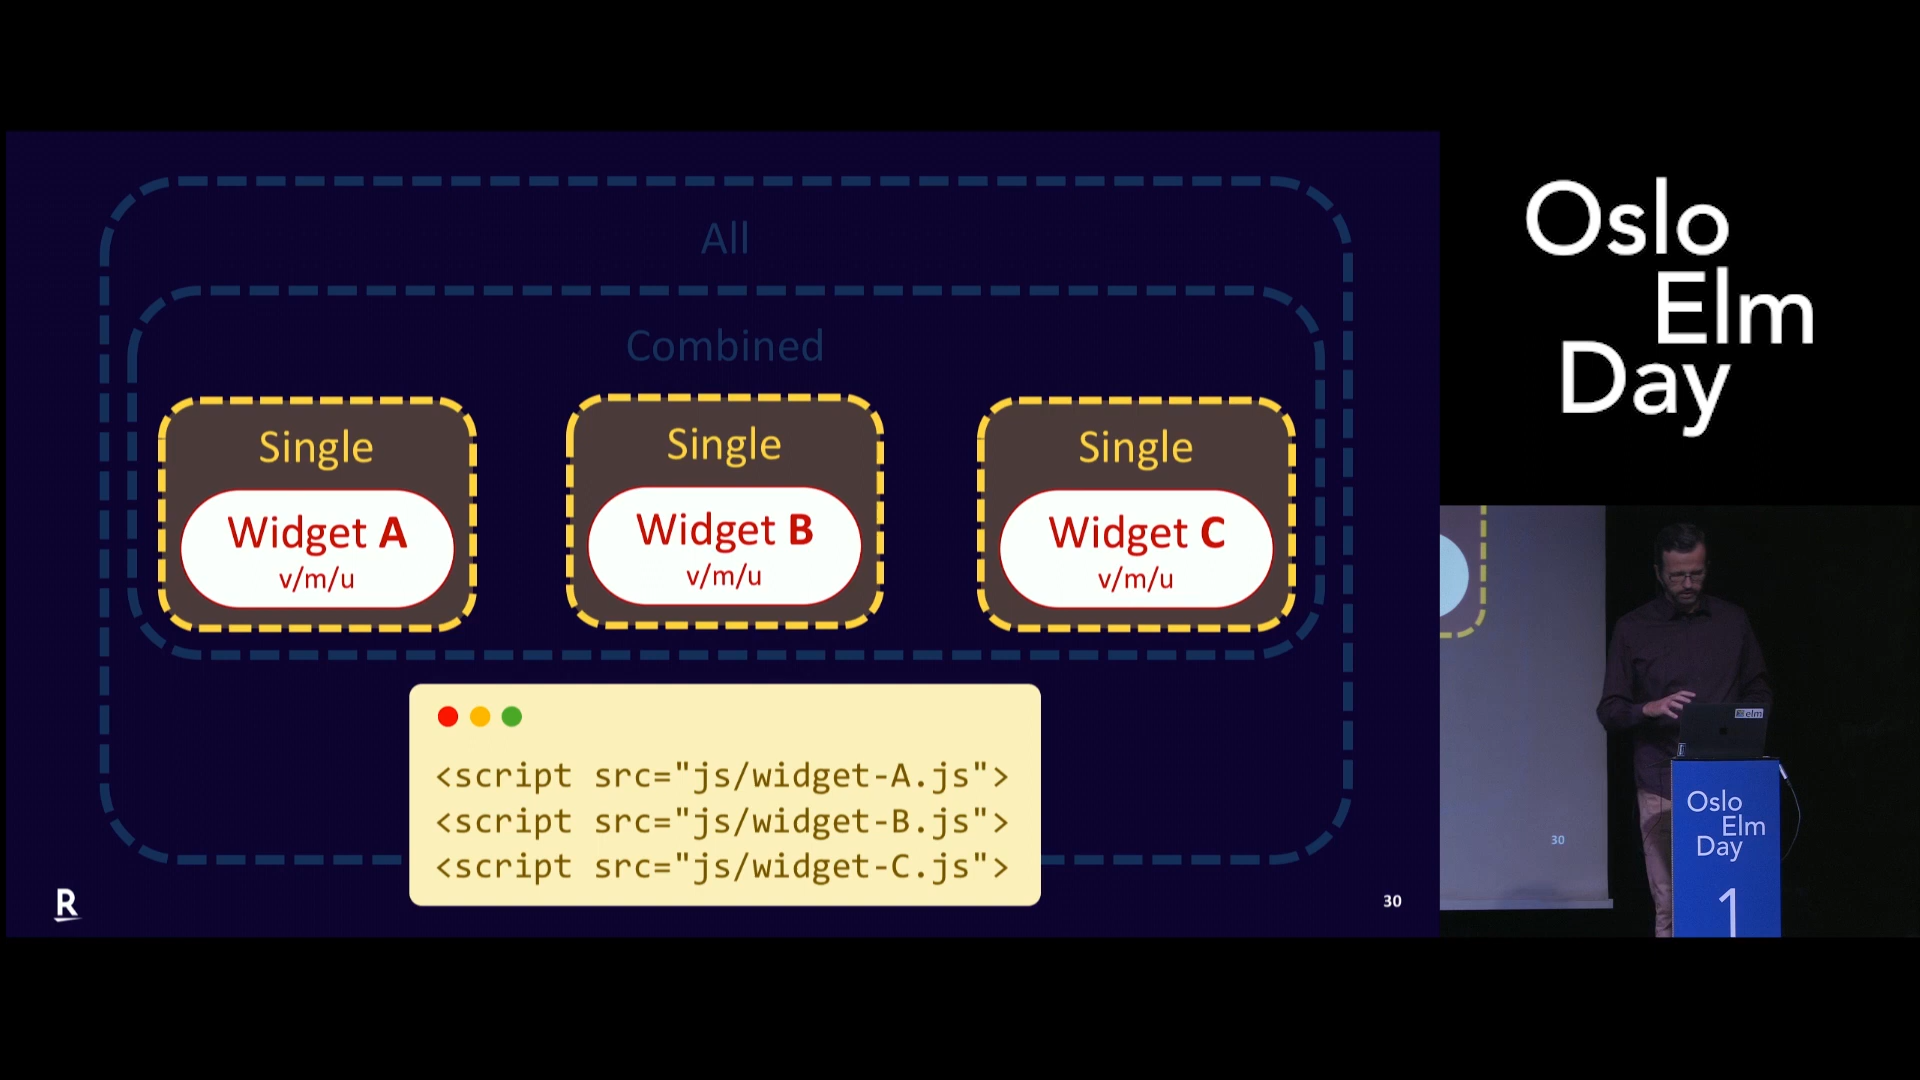 All
Combined
Single
Widget A
v/m/u
Single
Widget B
v/m/u
Single
Widget C
v/m/u
<script src="js/widget-A.js">
<script src="js/widget-B.js">
<script src="js/widget-C.js">
R
30
Oslo
Elm
Day
elm
30
Oslo
Elm
Day
1